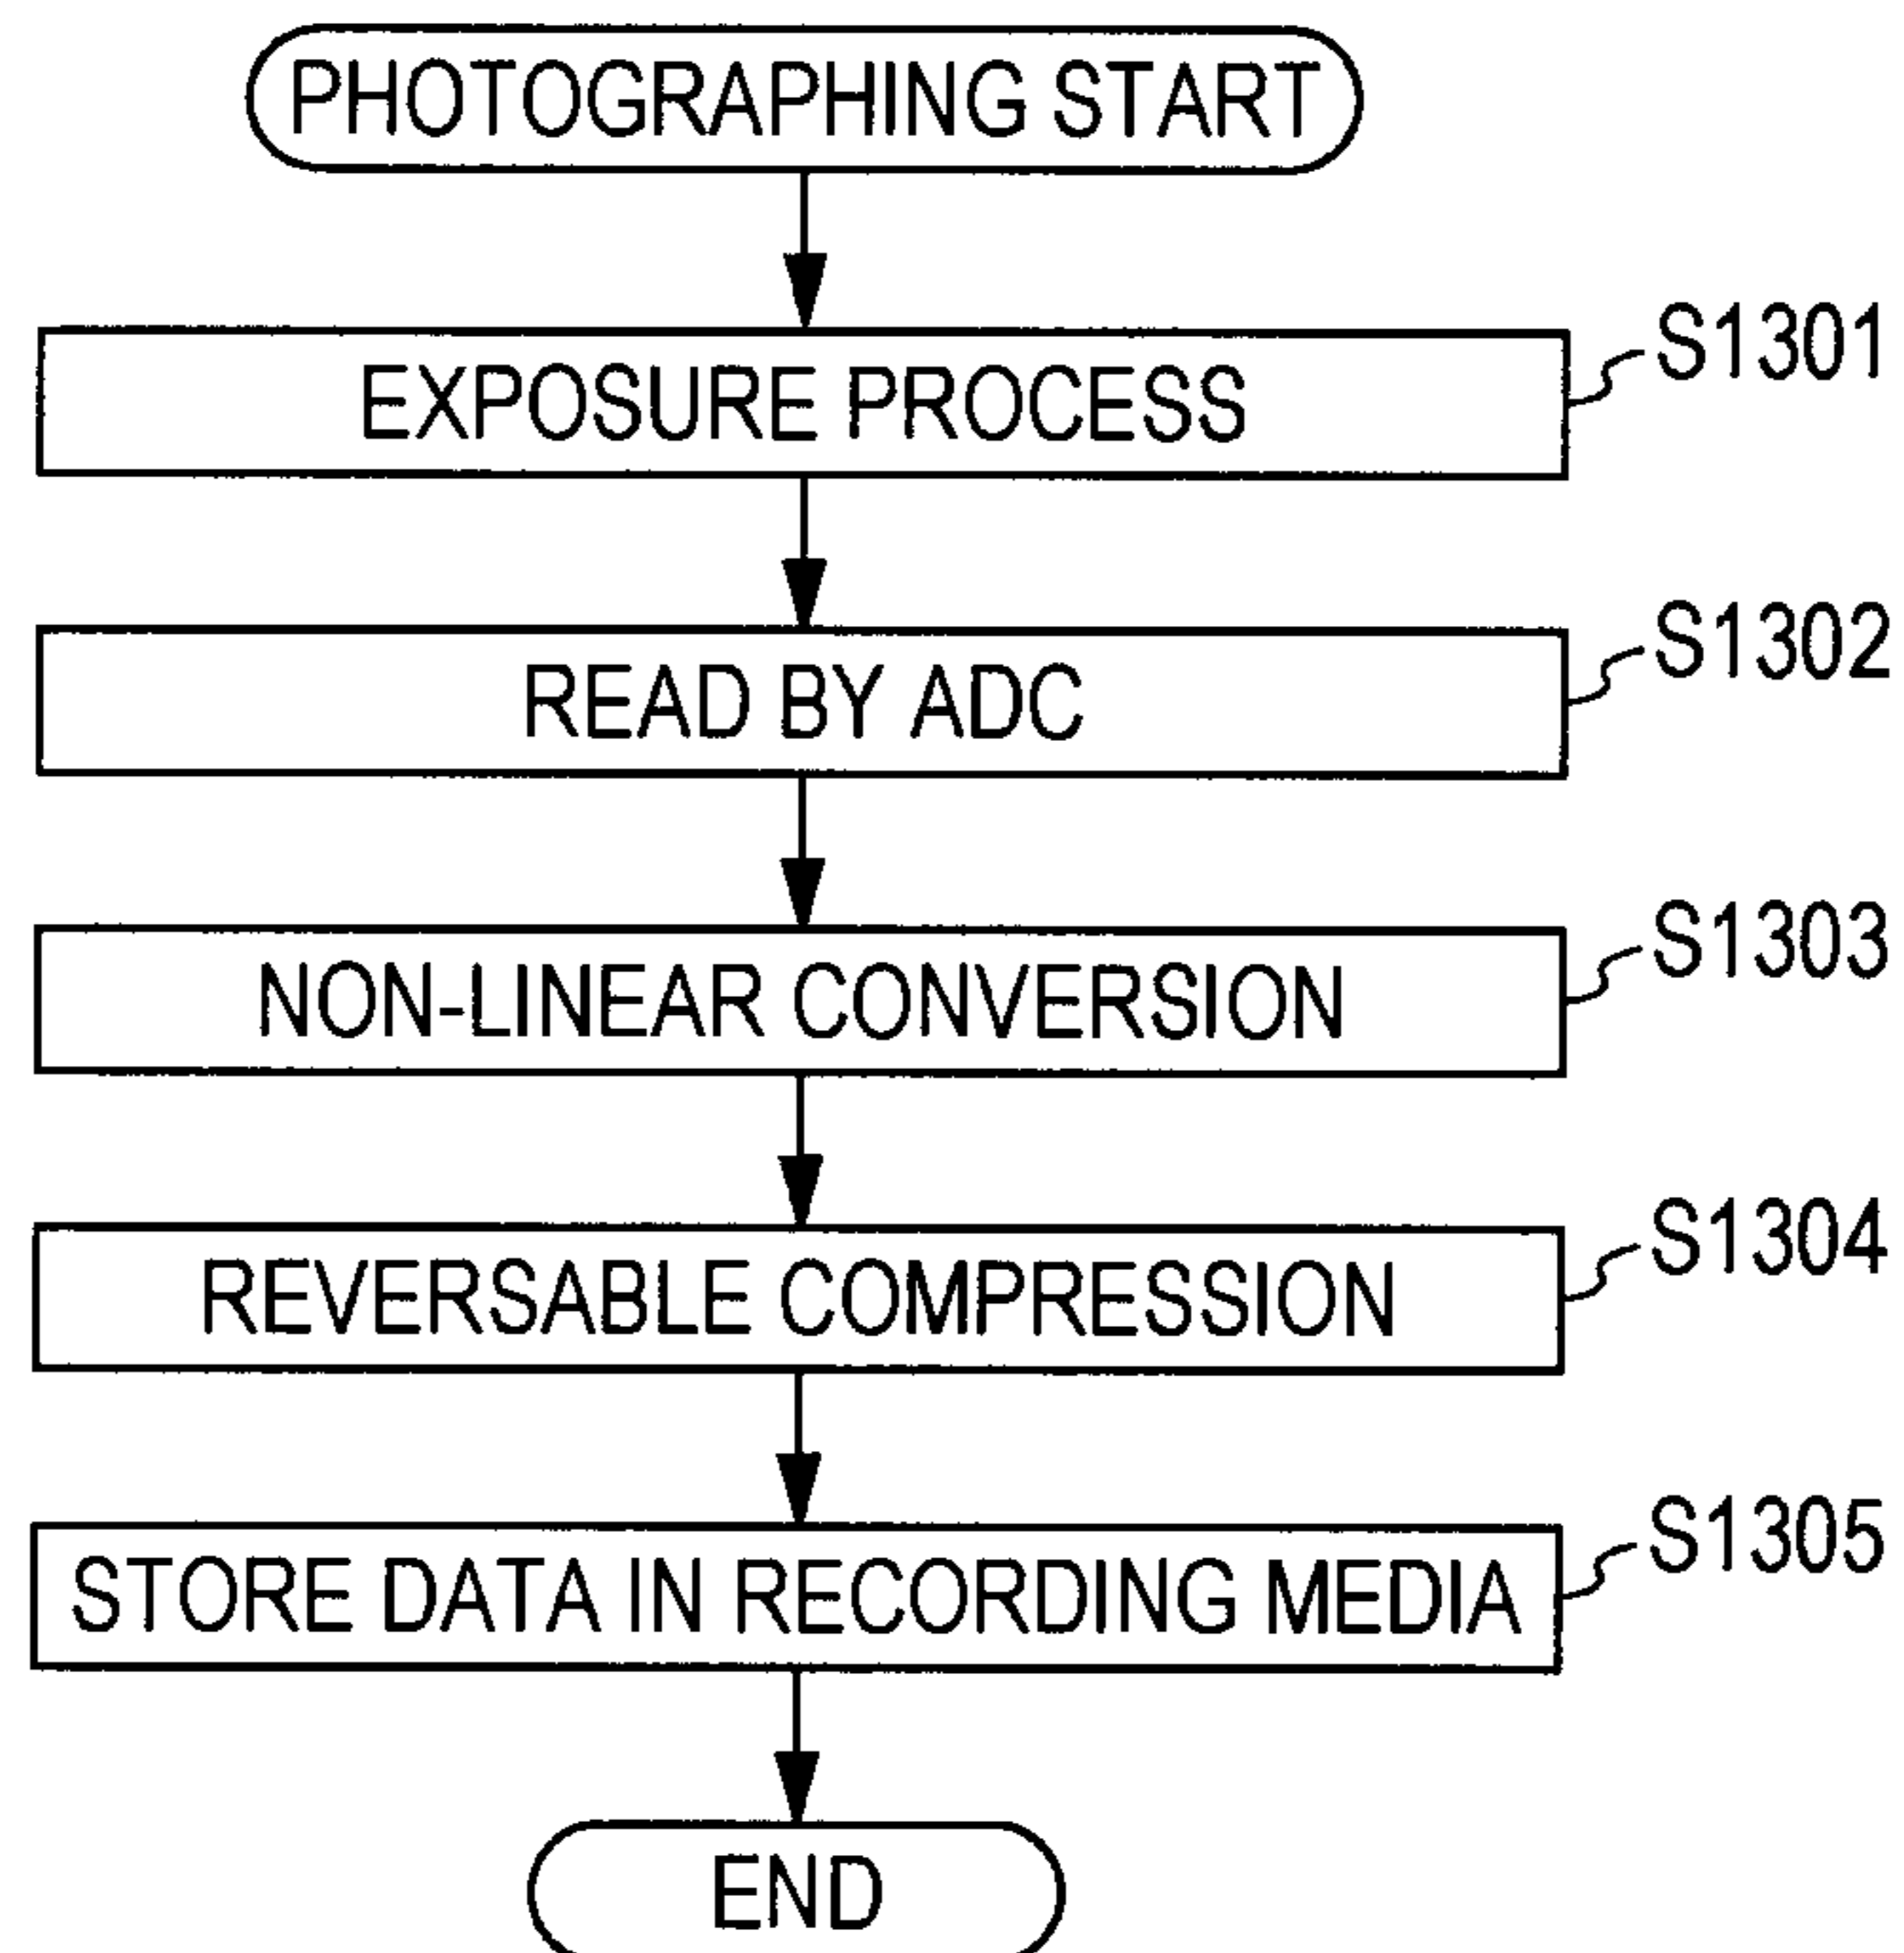 PHOTOGRAPHING START
EXPOSURE PROCESS
S1301
READ BY ADC
S1302
NON-LINEAR CONVERSION
S1303
REVERSABLE COMPRESSION
S1304
STORE DATA IN RECORDING MEDIA
S1305
END